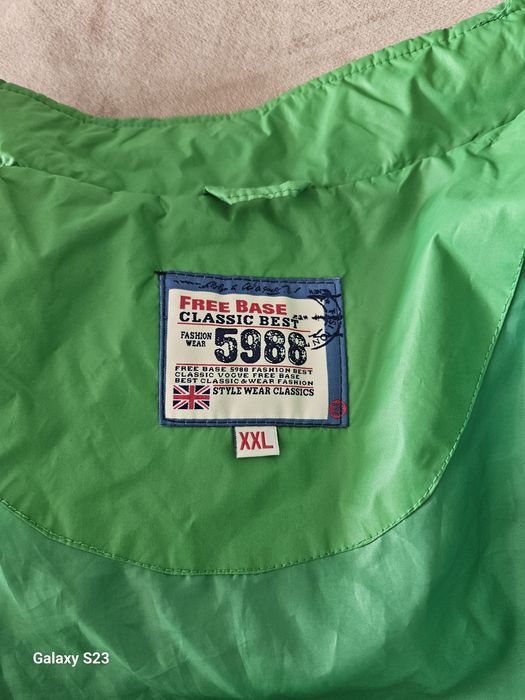 FREE BASE
CLASSIC BEST
FASHION WEAR 5988
FREE BASE 5988 FASHION BEST
CLASSIC VOGUE FREE BASE
BEST CLASSIC & WEAR FASHION
STYLE WEAR CLASSICS
XXL
Galaxy S23